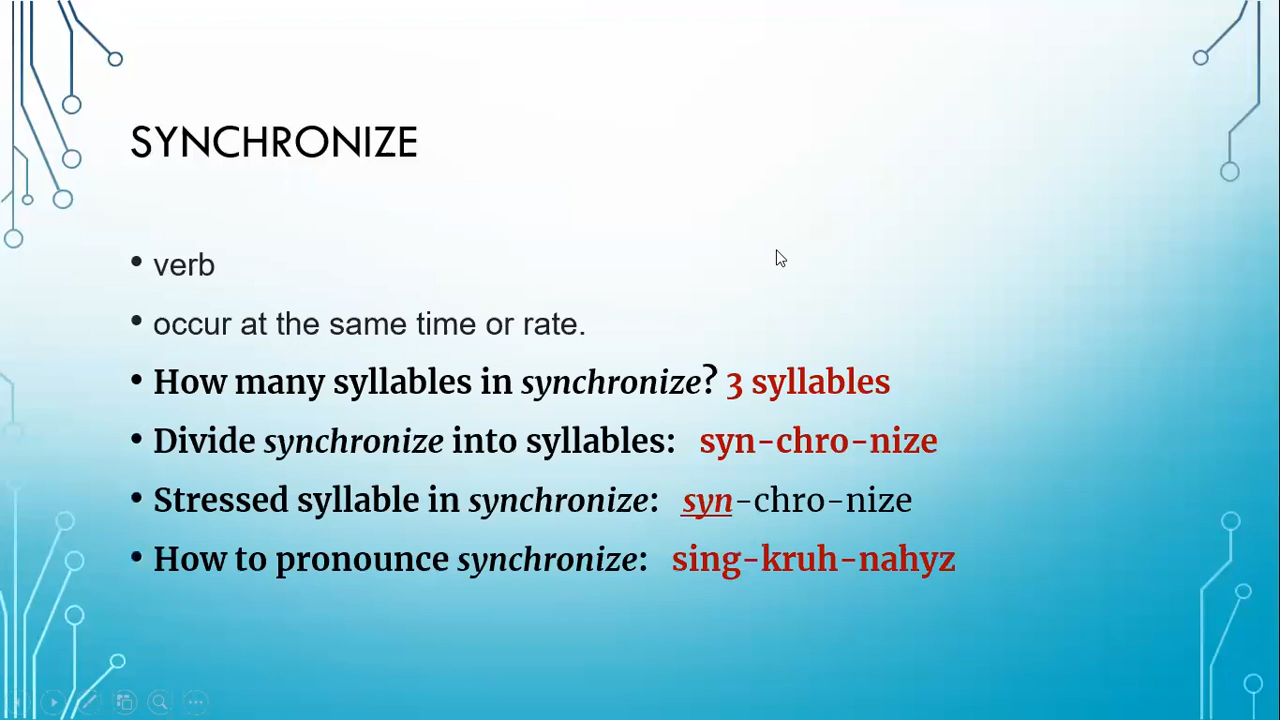 SYNCHRONIZE
• verb
• occur at the same time or rate.
• How many syllables in synchronize? 3 syllables
• Divide synchronize into syllables: syn-chro-nize
• Stressed syllable in synchronize: syn-chro-nize
• How to pronounce synchronize: sing-kruh-nahyz